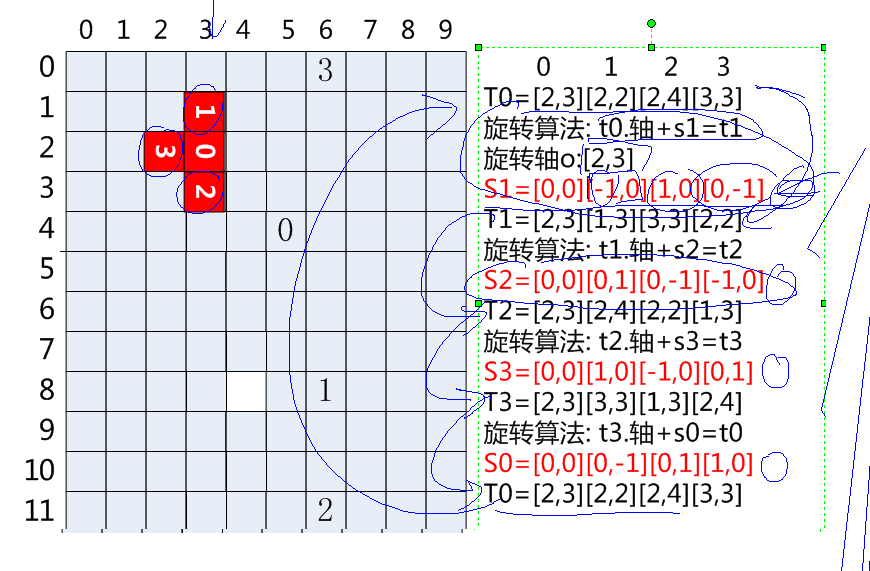 0 1 2 3 4 5 6 7 8 9
0 3
1 1
2 3 0
3 2
4 0
5
6
7
8 1
9
10
11 2
0 1 2 3
T0=[2,3][2,2][2,4][3,3]
旋转算法: t0.轴+s1=t1
旋转轴o:[2,3]
S1=[0,0][-1,0][1,0][0,-1]
T1=[2,3][1,3][3,3][2,2]
旋转算法: t1.轴+s2=t2
S2=[0,0][0,1][0,-1][-1,0]
T2=[2,3][2,4][2,2][1,3]
旋转算法: t2.轴+s3=t3
S3=[0,0][1,0][-1,0][0,1]
T3=[2,3][3,3][1,3][2,4]
旋转算法: t3.轴+s0=t0
S0=[0,0][0,-1][0,1][1,0]
T0=[2,3][2,2][2,4][3,3]